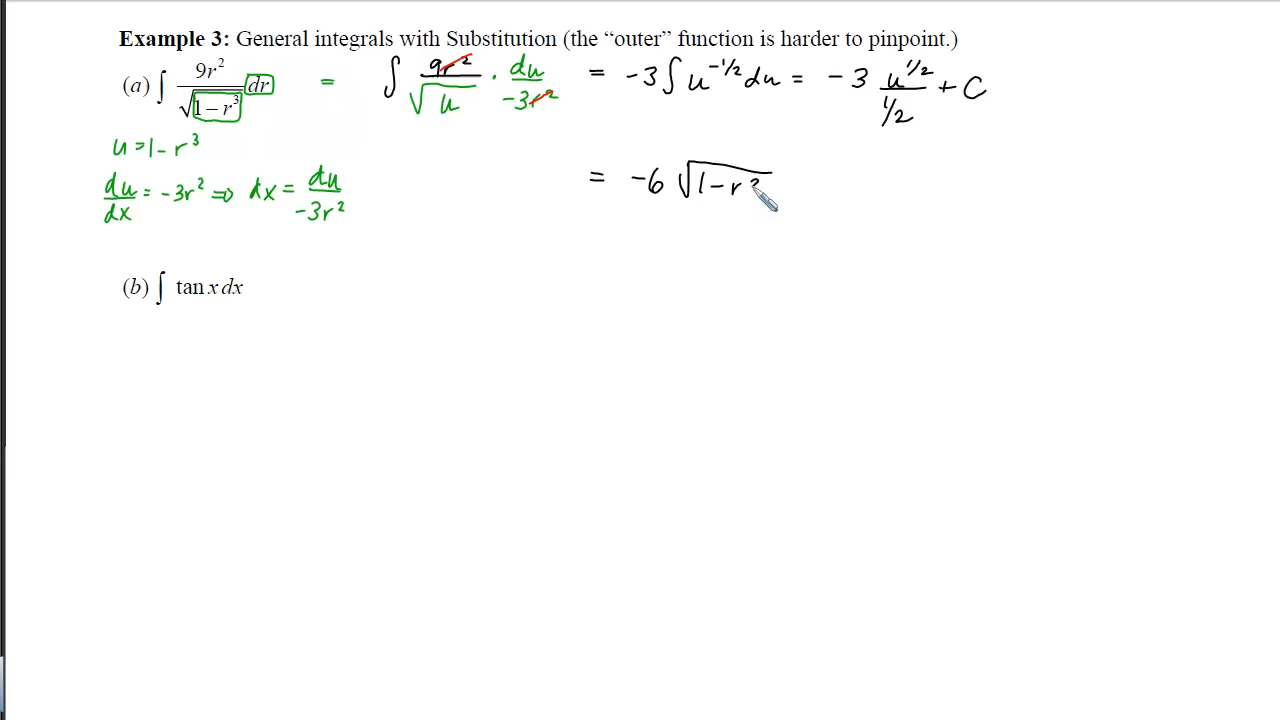 Example 3: General integrals with Substitution (the “outer” function is harder to pinpoint.)
(a) ∫ 9r²/√(1 − r³) dr = ∫ 9r²/√u · du/−3r² = −3 ∫ u^(−1/2) du = −3 u^(1/2)/(1/2) + C
u = 1 − r³
du/dx = −3r² ⇒ dx = du/−3r²
= −6 √(1 − r²
(b) ∫ tan x dx